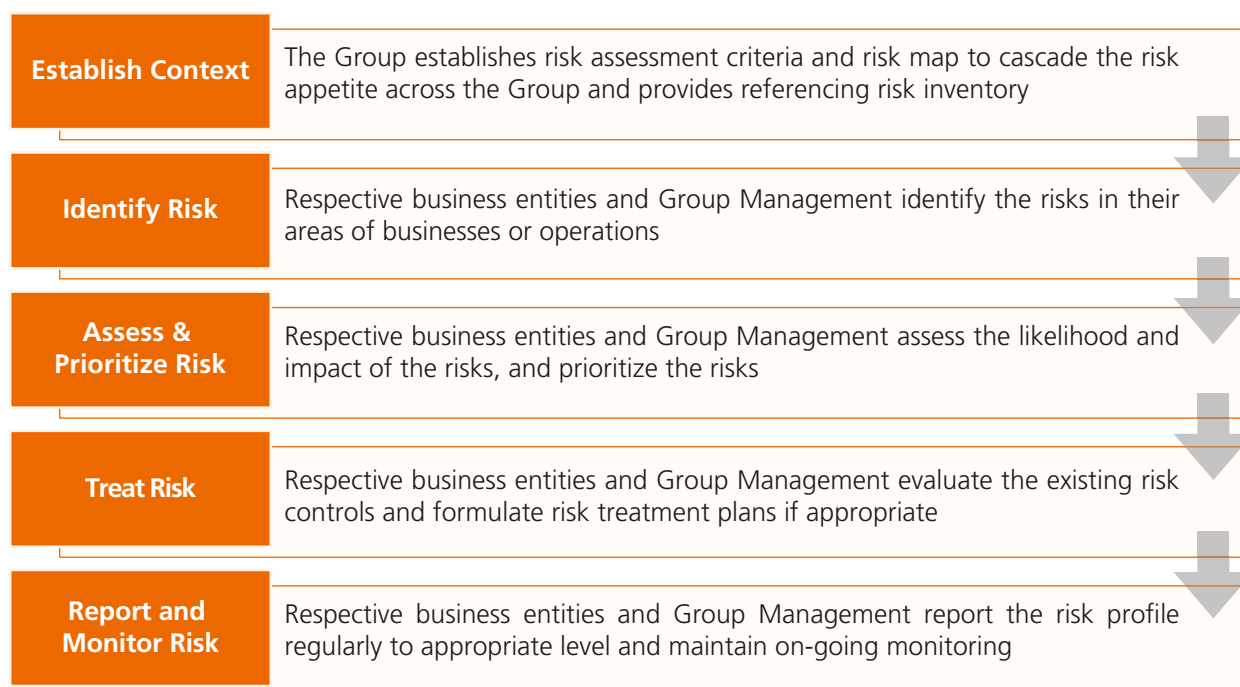 Establish Context
The Group establishes risk assessment criteria and risk map to cascade the risk
appetite across the Group and provides referencing risk inventory
Identify Risk
Respective business entities and Group Management identify the risks in their
areas of businesses or operations
Assess &
Prioritize Risk
Respective business entities and Group Management assess the likelihood and
impact of the risks, and prioritize the risks
Treat Risk
Respective business entities and Group Management evaluate the existing risk
controls and formulate risk treatment plans if appropriate
Report and
Monitor Risk
Respective business entities and Group Management report the risk profile
regularly to appropriate level and maintain on-going monitoring